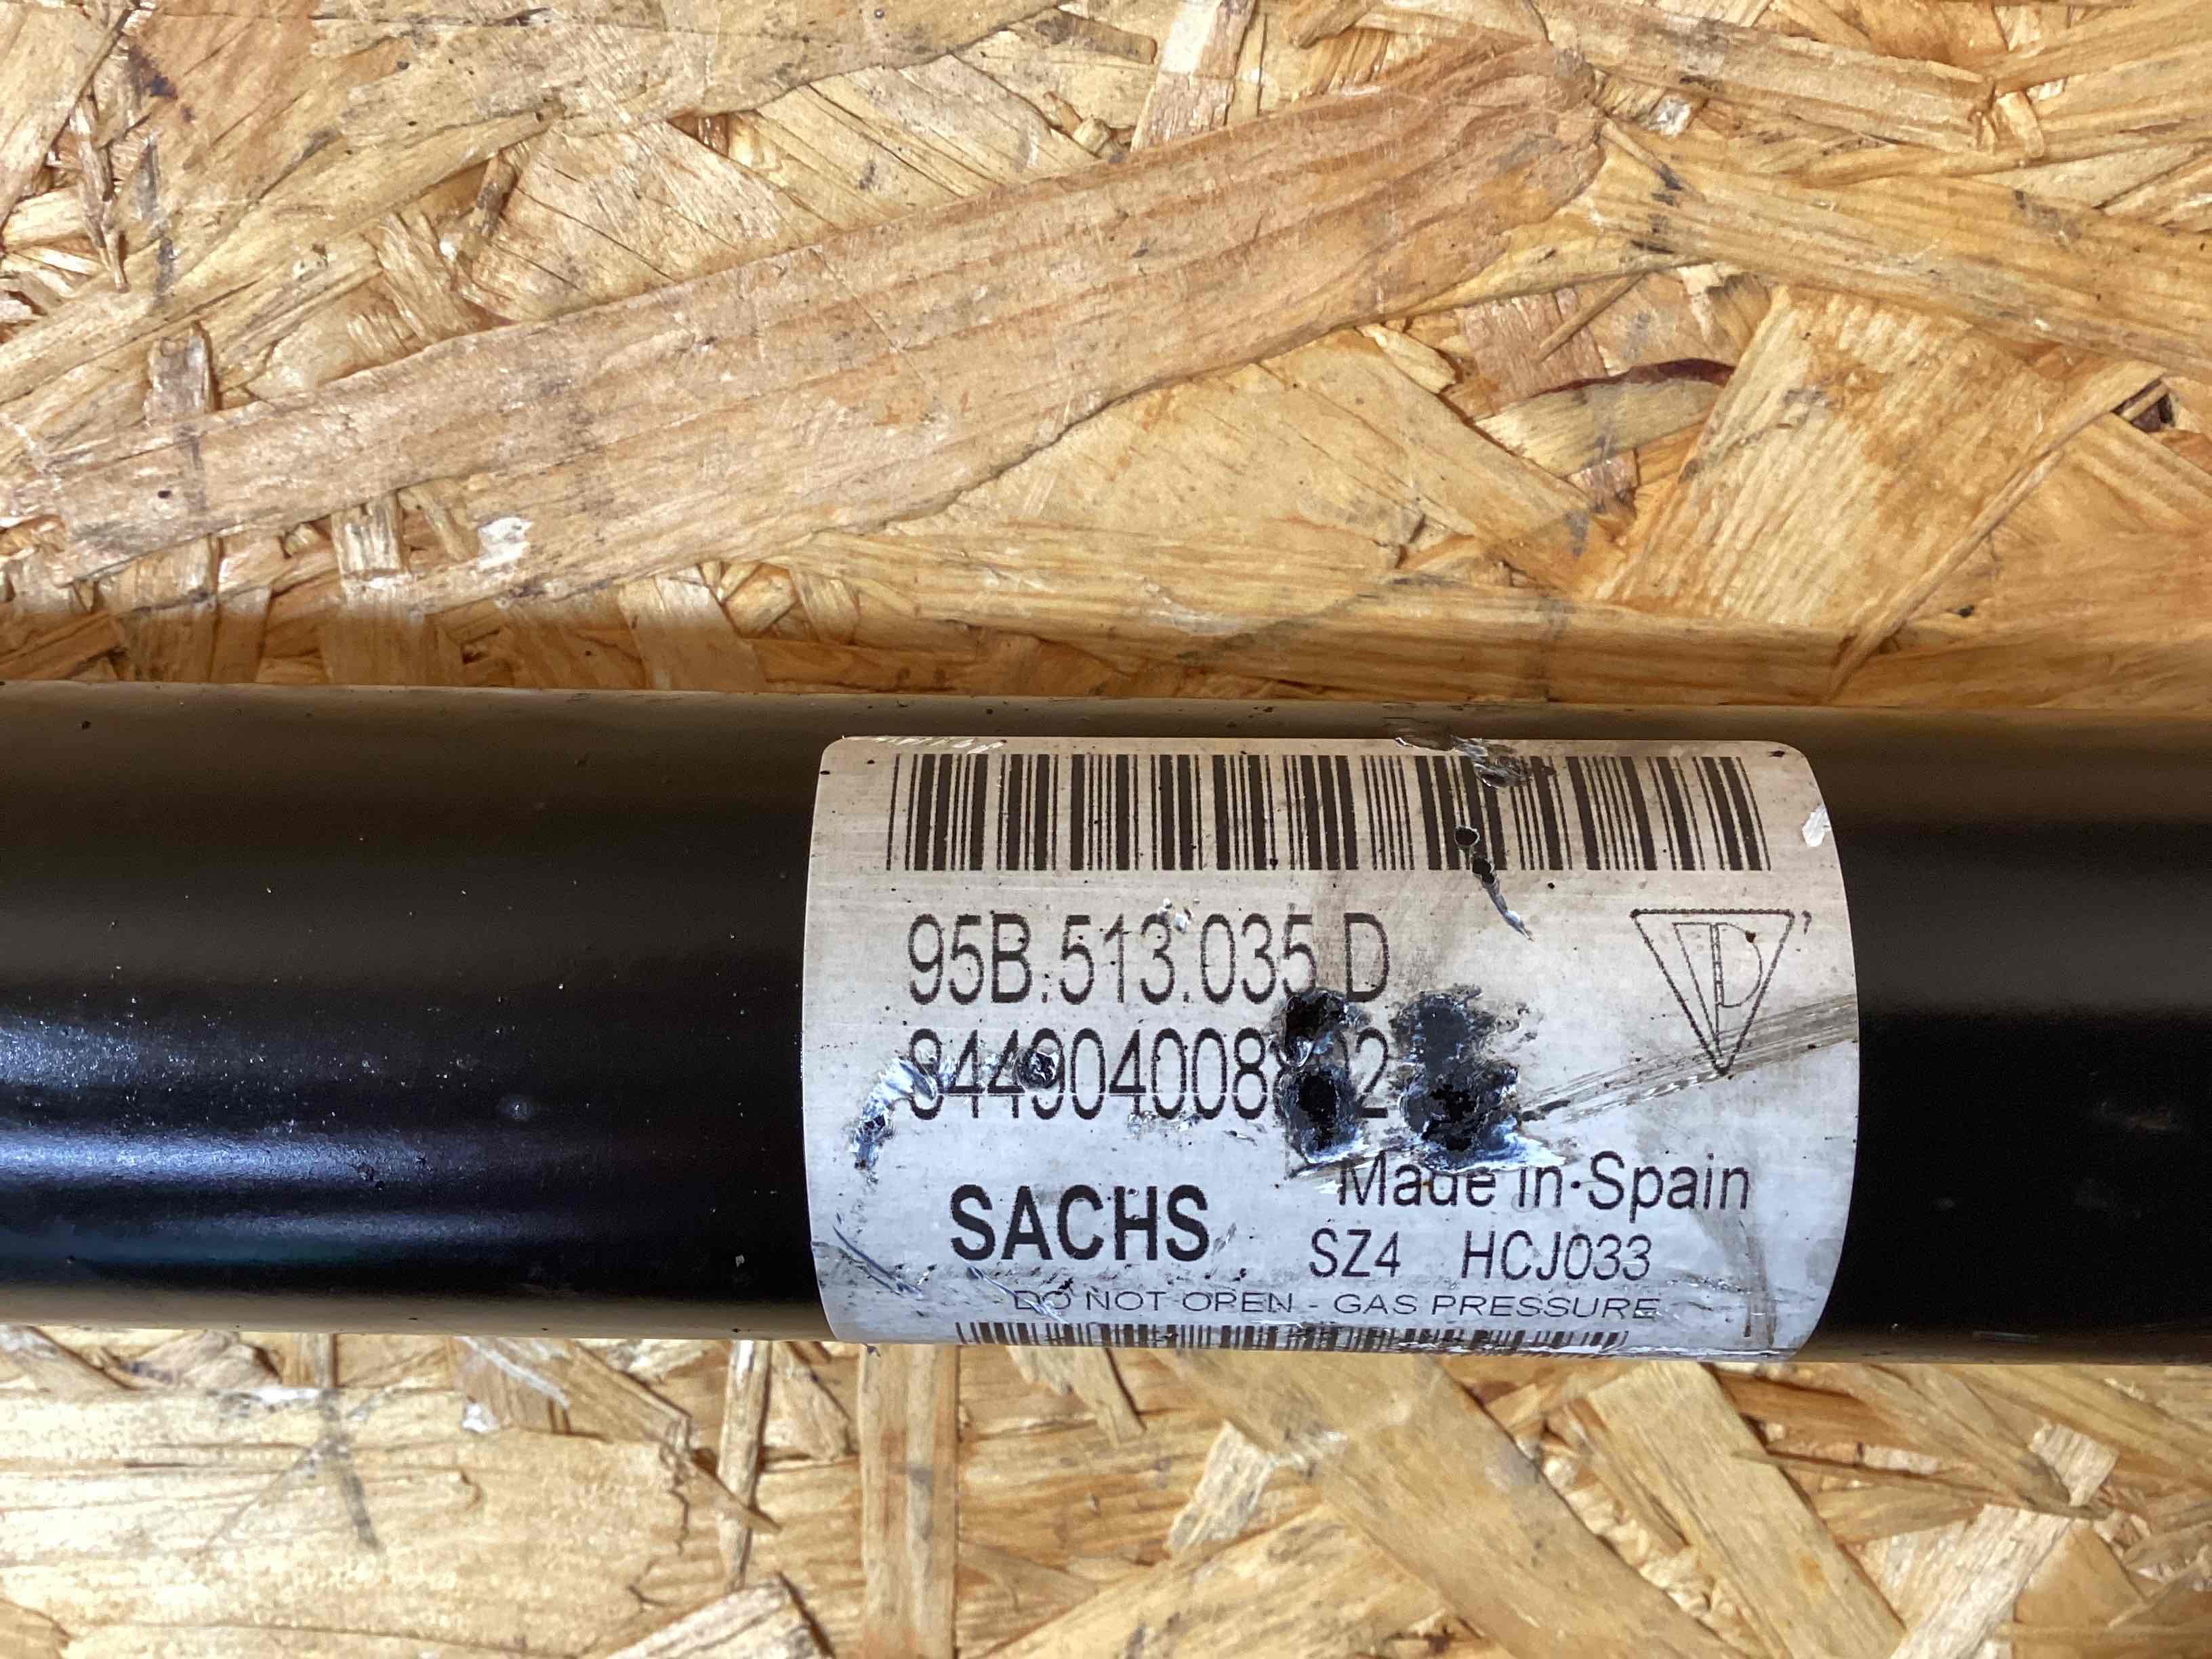 95B.513.035 D
SACHS
Made in Spain
SZ4 HCJ033
DO NOT OPEN - GAS PRESSURE